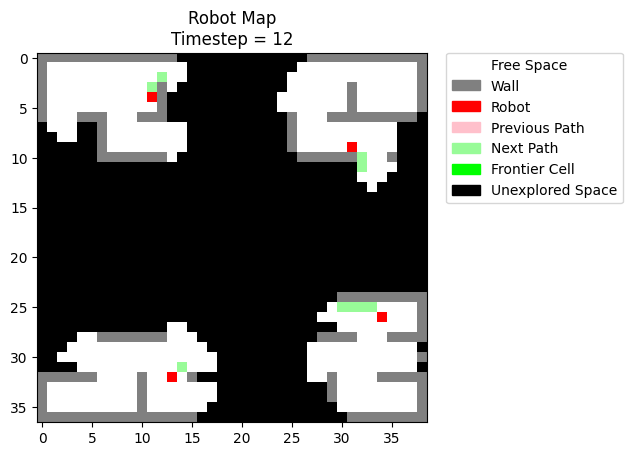 Robot Map
Timestep = 12
Free Space
Wall
Robot
Previous Path
Next Path
Frontier Cell
Unexplored Space
0
5
10
15
20
25
30
35
0
5
10
15
20
25
30
35